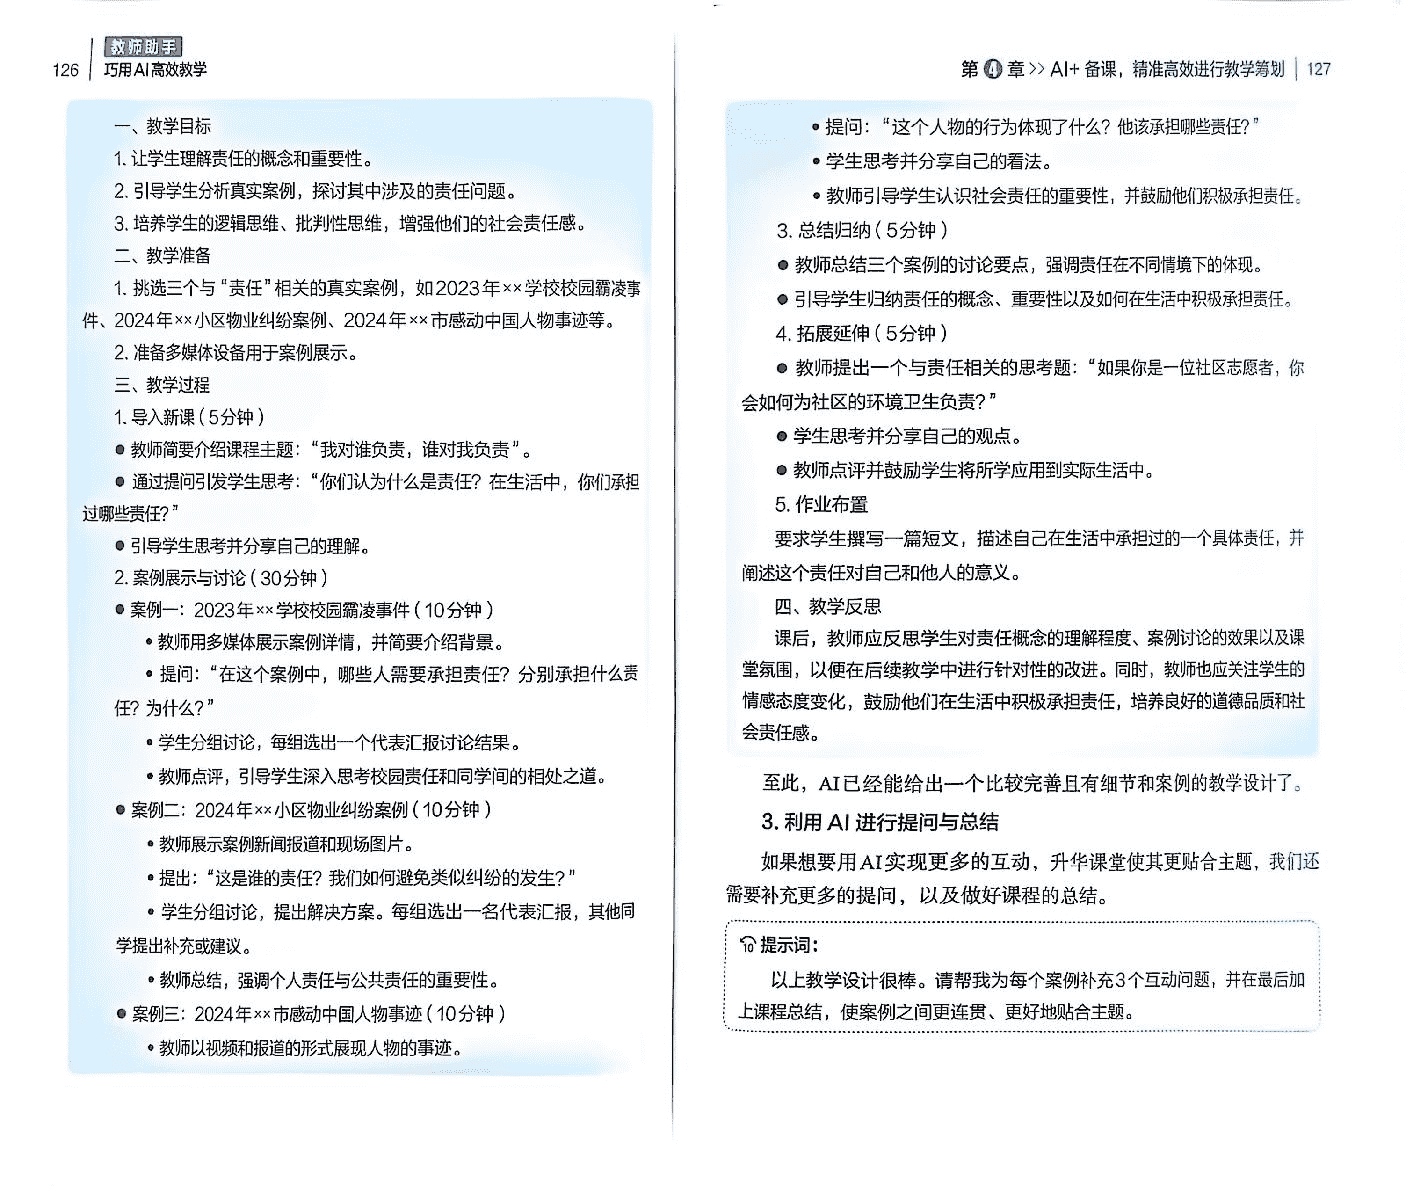 126
教师助手
巧用AI高效教学
一、教学目标
1. 让学生理解责任的概念和重要性。
2. 引导学生分析真实案例，探讨其中涉及的责任问题。
3. 培养学生的逻辑思维、批判性思维，增强他们的社会责任感。
二、教学准备
1. 挑选三个与“责任”相关的真实案例，如2023年××学校校园霸凌事
件、2024年××小区物业纠纷案例、2024年××市感动中国人物事迹等。
2. 准备多媒体设备用于案例展示。
三、教学过程
1. 导入新课（5分钟）
● 教师简要介绍课程主题：“我对谁负责，谁对我负责”。
● 通过提问引发学生思考：“你们认为什么是责任？在生活中，你们承担
过哪些责任？”
● 引导学生思考并分享自己的理解。
2. 案例展示与讨论（30分钟）
● 案例一：2023年××学校校园霸凌事件（10分钟）
• 教师用多媒体展示案例详情，并简要介绍背景。
• 提问：“在这个案例中，哪些人需要承担责任？分别承担什么责
任？为什么？”
• 学生分组讨论，每组选出一个代表汇报讨论结果。
• 教师点评，引导学生深入思考校园责任和同学间的相处之道。
● 案例二：2024年××小区物业纠纷案例（10分钟）
• 教师展示案例新闻报道和现场图片。
• 提出：“这是谁的责任？我们如何避免类似纠纷的发生？”
• 学生分组讨论，提出解决方案。每组选出一名代表汇报，其他同
学提出补充或建议。
• 教师总结，强调个人责任与公共责任的重要性。
● 案例三：2024年××市感动中国人物事迹（10分钟）
• 教师以视频和报道的形式展现人物的事迹。
第4章 >> AI+ 备课，精准高效进行教学筹划 127
• 提问：“这个人物的行为体现了什么？他该承担哪些责任？”
• 学生思考并分享自己的看法。
• 教师引导学生认识社会责任的重要性，并鼓励他们积极承担责任。
3. 总结归纳（5分钟）
● 教师总结三个案例的讨论要点，强调责任在不同情境下的体现。
● 引导学生归纳责任的概念、重要性以及如何在生活中积极承担责任。
4. 拓展延伸（5分钟）
● 教师提出一个与责任相关的思考题：“如果你是一位社区志愿者，你
会如何为社区的环境卫生负责？”
● 学生思考并分享自己的观点。
● 教师点评并鼓励学生将所学应用到实际生活中。
5. 作业布置
要求学生撰写一篇短文，描述自己在生活中承担过的一个具体责任，并
阐述这个责任对自己和他人的意义。
四、教学反思
课后，教师应反思学生对责任概念的理解程度、案例讨论的效果以及课
堂氛围，以便在后续教学中进行针对性的改进。同时，教师也应关注学生的
情感态度变化，鼓励他们在生活中积极承担责任，培养良好的道德品质和社
会责任感。
至此，AI已经能给出一个比较完善且有细节和案例的教学设计了。
3. 利用 AI 进行提问与总结
如果想要用AI实现更多的互动，升华课堂使其更贴合主题，我们还
需要补充更多的提问，以及做好课程的总结。
提示词：
以上教学设计很棒。请帮我为每个案例补充3个互动问题，并在最后加
上课程总结，使案例之间更连贯、更好地贴合主题。